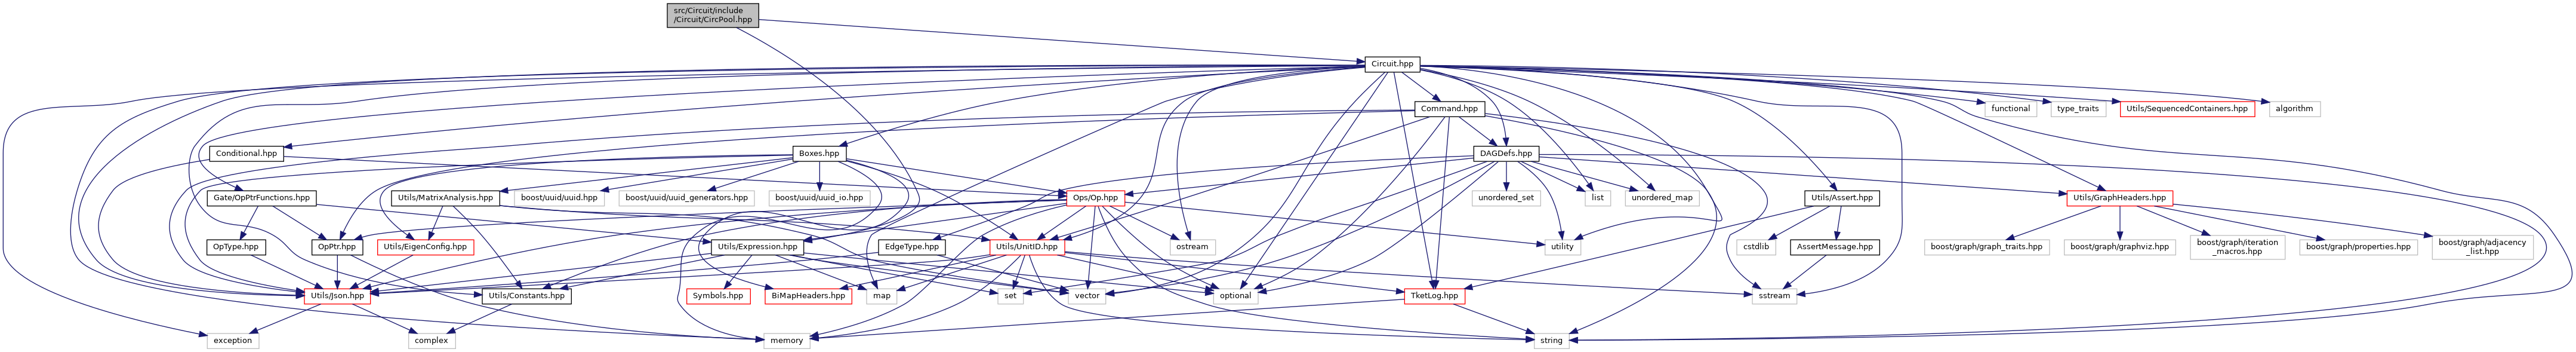 src/Circuit/include
/Circuit/CircPool.hpp
Circuit.hpp
Command.hpp
functional
type_traits
Utils/SequencedContainers.hpp
algorithm
Conditional.hpp
Boxes.hpp
DAGDefs.hpp
Gate/OpPtrFunctions.hpp
Utils/MatrixAnalysis.hpp
boost/uuid/uuid.hpp
boost/uuid/uuid_generators.hpp
boost/uuid/uuid_io.hpp
Ops/Op.hpp
unordered_set
list
unordered_map
Utils/Assert.hpp
Utils/GraphHeaders.hpp
OpType.hpp
OpPtr.hpp
Utils/EigenConfig.hpp
Utils/Expression.hpp
EdgeType.hpp
Utils/UnitID.hpp
ostream
utility
cstdlib
AssertMessage.hpp
boost/graph/graph_traits.hpp
boost/graph/graphviz.hpp
boost/graph/iteration
_macros.hpp
boost/graph/properties.hpp
boost/graph/adjacency
_list.hpp
Utils/Json.hpp
Utils/Constants.hpp
Symbols.hpp
BiMapHeaders.hpp
map
set
vector
optional
TketLog.hpp
sstream
exception
complex
memory
string